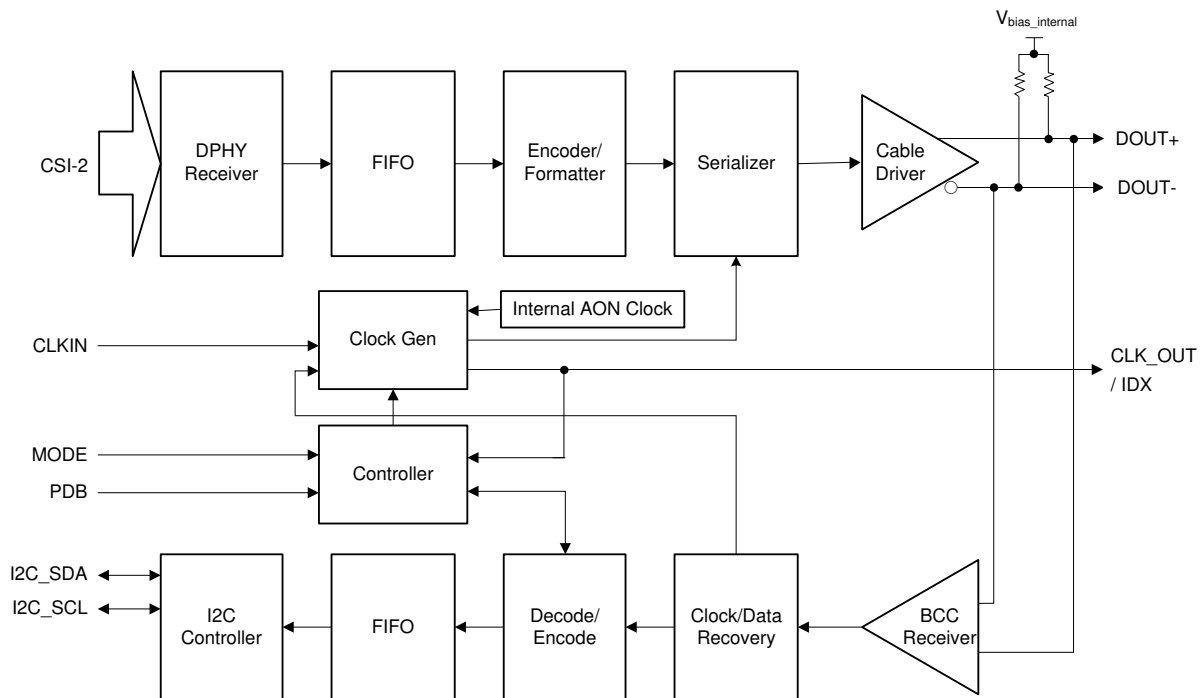 V_bias_internal
CSI-2
DPHY
Receiver
FIFO
Encoder/
Formatter
Serializer
Cable
Driver
DOUT+
DOUT-
Internal AON Clock
CLKIN
Clock Gen
CLK_OUT
/ IDX
MODE
PDB
Controller
I2C_SDA
I2C_SCL
I2C
Controller
FIFO
Decode/
Encode
Clock/Data
Recovery
BCC
Receiver